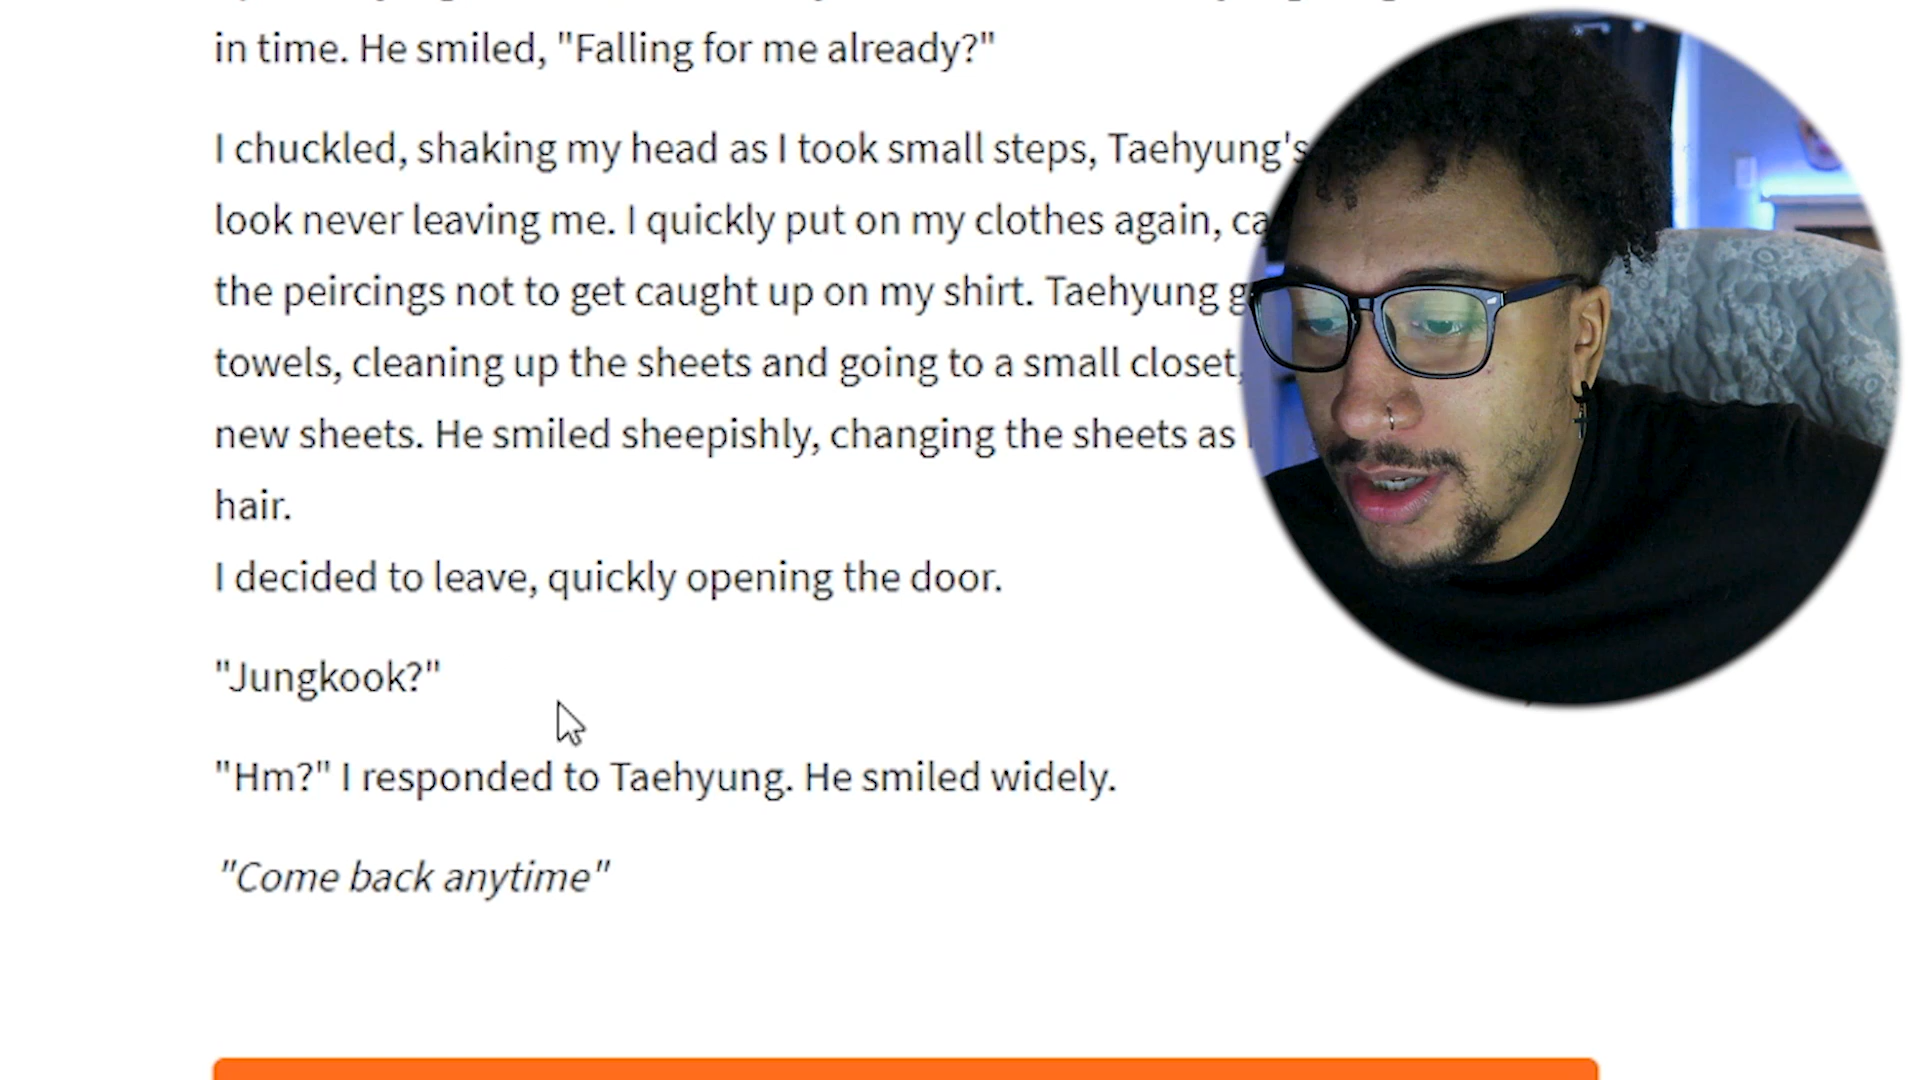 in time. He smiled, "Falling for me already?"
I chuckled, shaking my head as I took small steps, Taehyung's
look never leaving me. I quickly put on my clothes again,
the peircings not to get caught up on my shirt. Taehyung
towels, cleaning up the sheets and going to a small closet,
new sheets. He smiled sheepishly, changing the sheets as
hair.
I decided to leave, quickly opening the door.
"Jungkook?"
"Hm?" I responded to Taehyung. He smiled widely.
"Come back anytime"